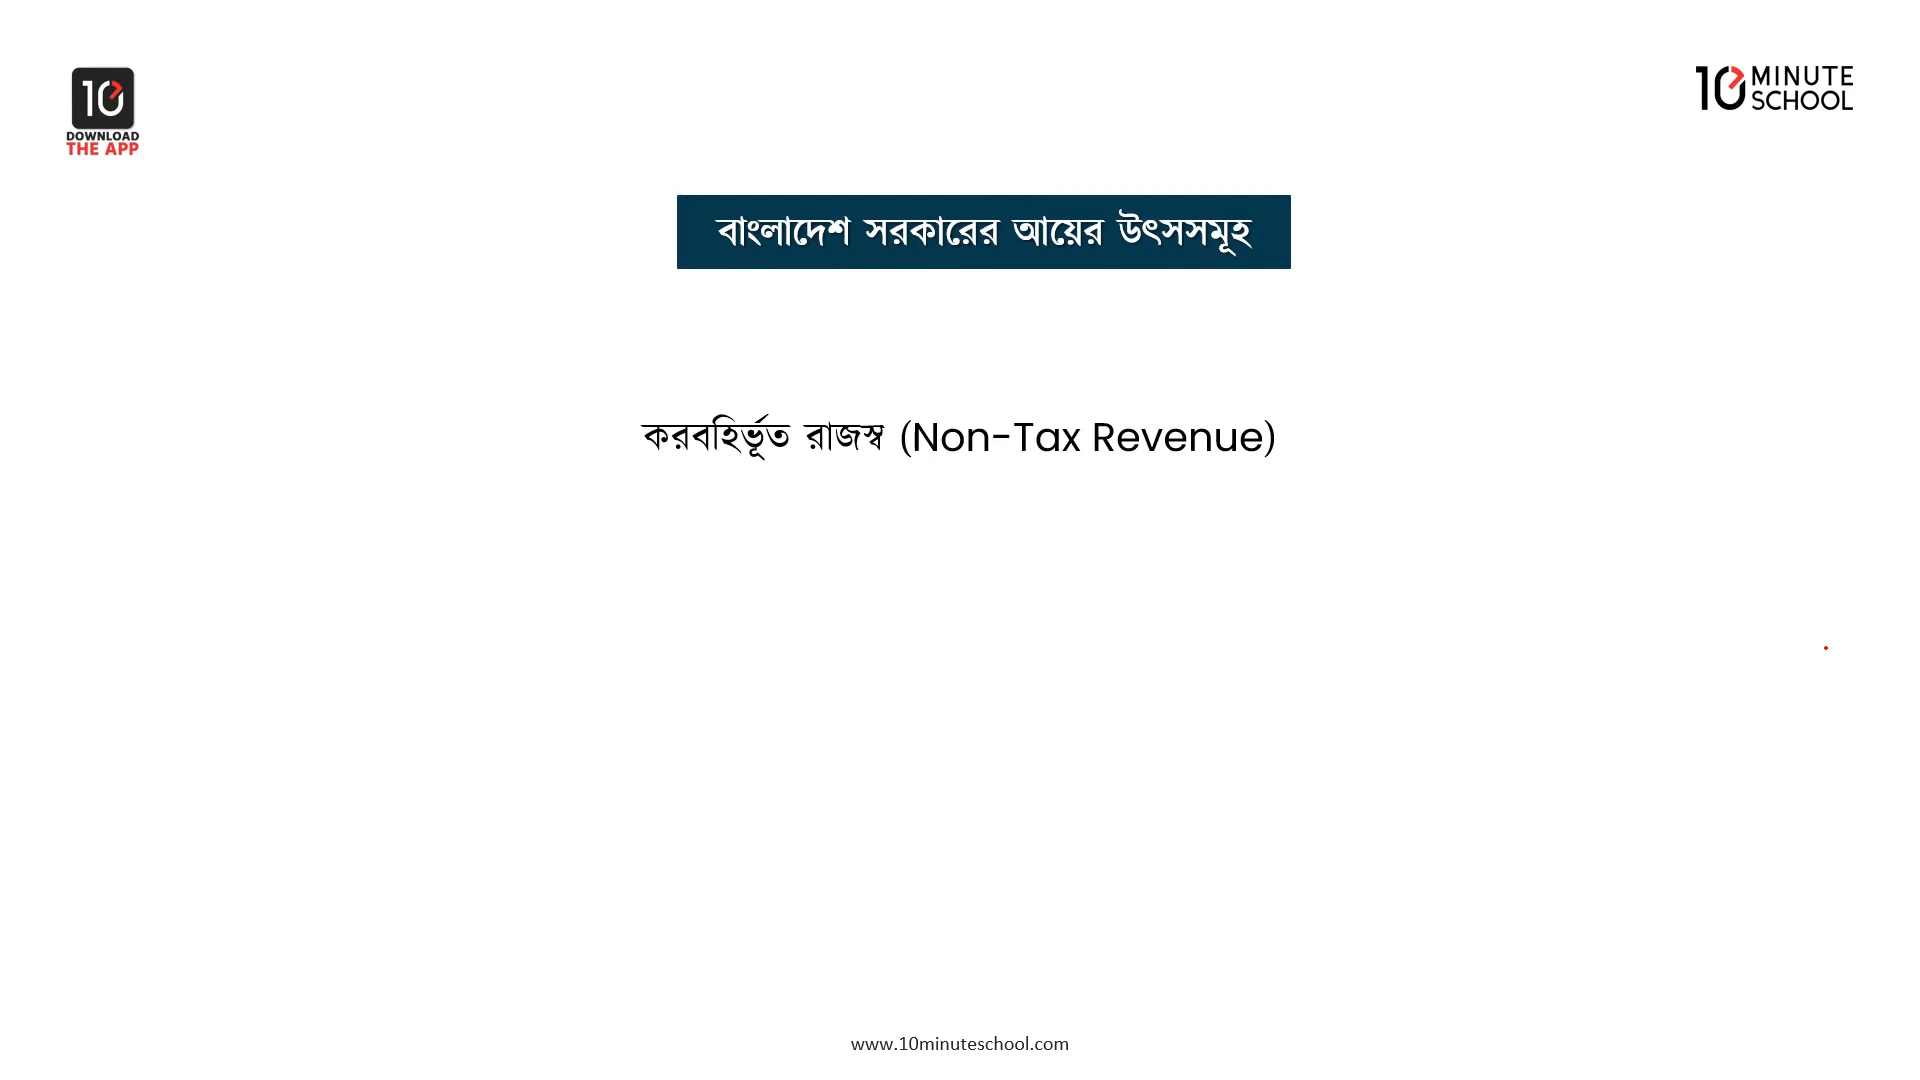 10
DOWNLOAD
THE APP
10 MINUTE
SCHOOL
বাংলাদেশ সরকারের আয়ের উৎসসমূহ
করবহির্ভূত রাজস্ব (Non-Tax Revenue)
www.10minuteschool.com